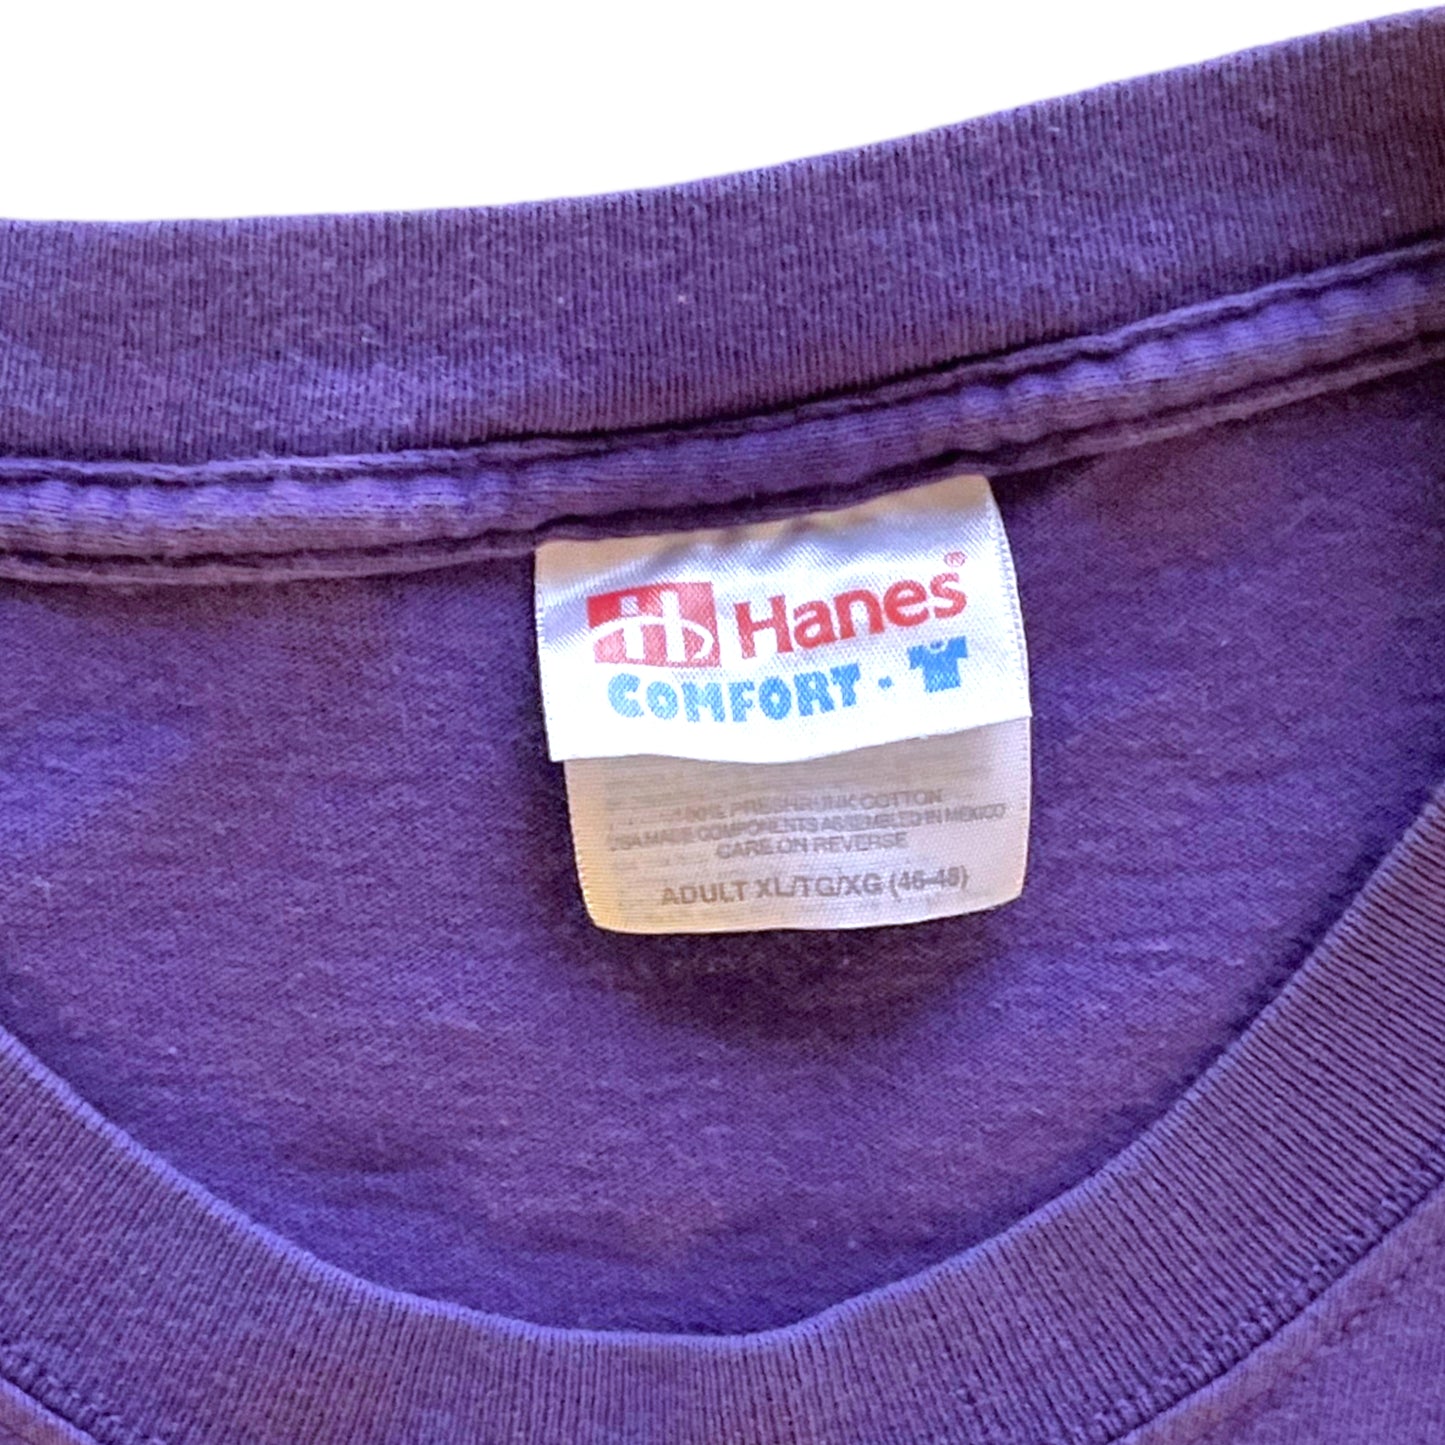 H Hanes®
COMFORT •
100% PRESHRUNK COTTON
USA MADE COMPONENTS ASSEMBLED IN MEXICO
CARE ON REVERSE
ADULT XL/TG/XG (46-48)